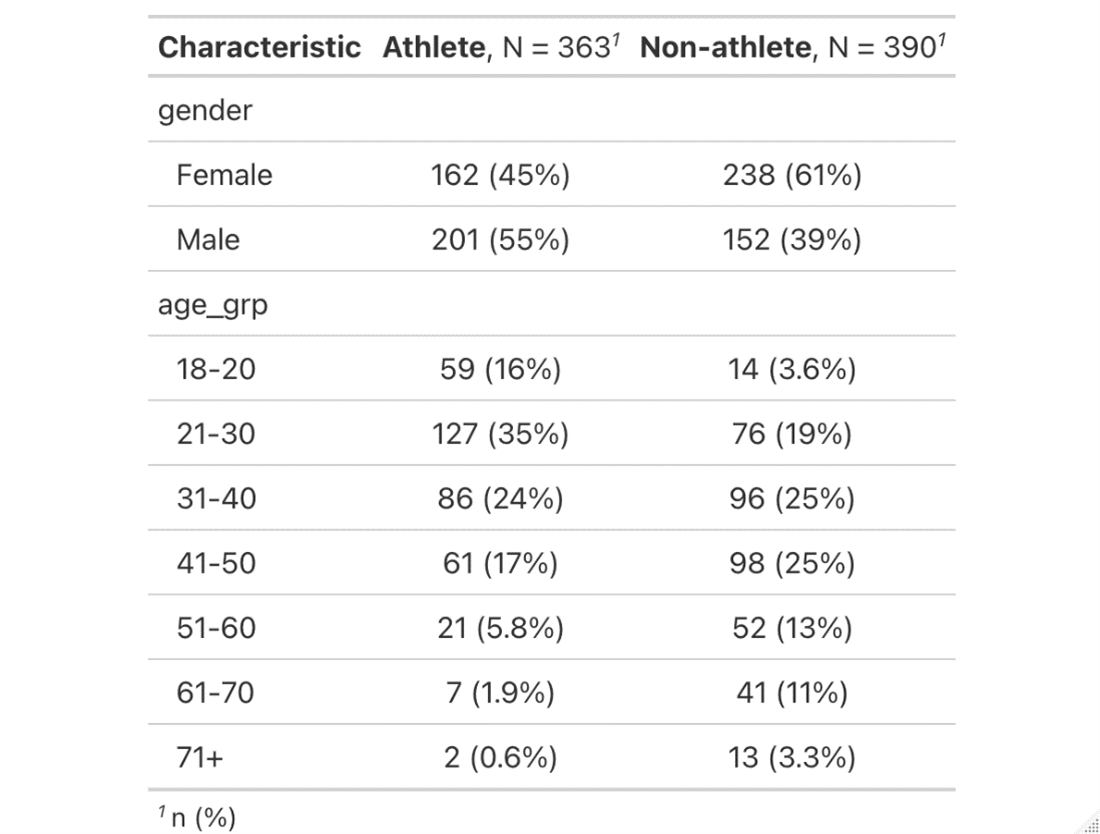 Characteristic Athlete, N = 363¹ Non-athlete, N = 390¹
gender
Female 162 (45%) 238 (61%)
Male 201 (55%) 152 (39%)
age_grp
18-20 59 (16%) 14 (3.6%)
21-30 127 (35%) 76 (19%)
31-40 86 (24%) 96 (25%)
41-50 61 (17%) 98 (25%)
51-60 21 (5.8%) 52 (13%)
61-70 7 (1.9%) 41 (11%)
71+ 2 (0.6%) 13 (3.3%)
¹ n (%)